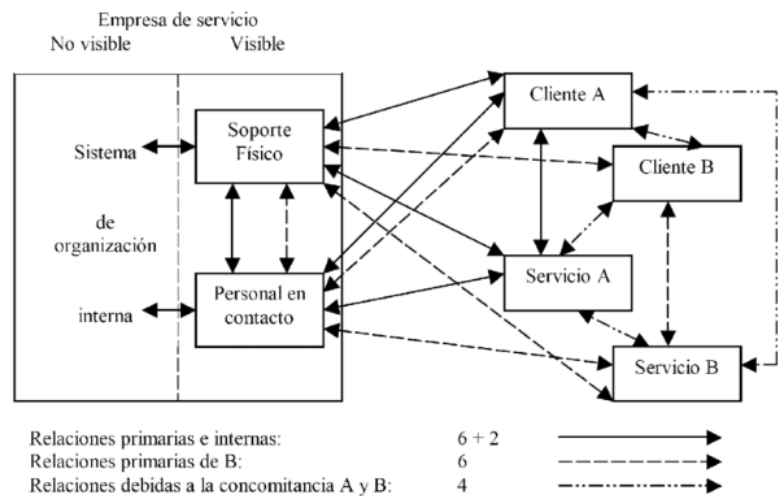 Empresa de servicio
No visible
Visible
Soporte
Físico
Sistema
de
organización
interna
Personal en
contacto
Cliente A
Cliente B
Servicio A
Servicio B
Relaciones primarias e internas: 6 + 2
Relaciones primarias de B: 6
Relaciones debidas a la concomitancia A y B: 4